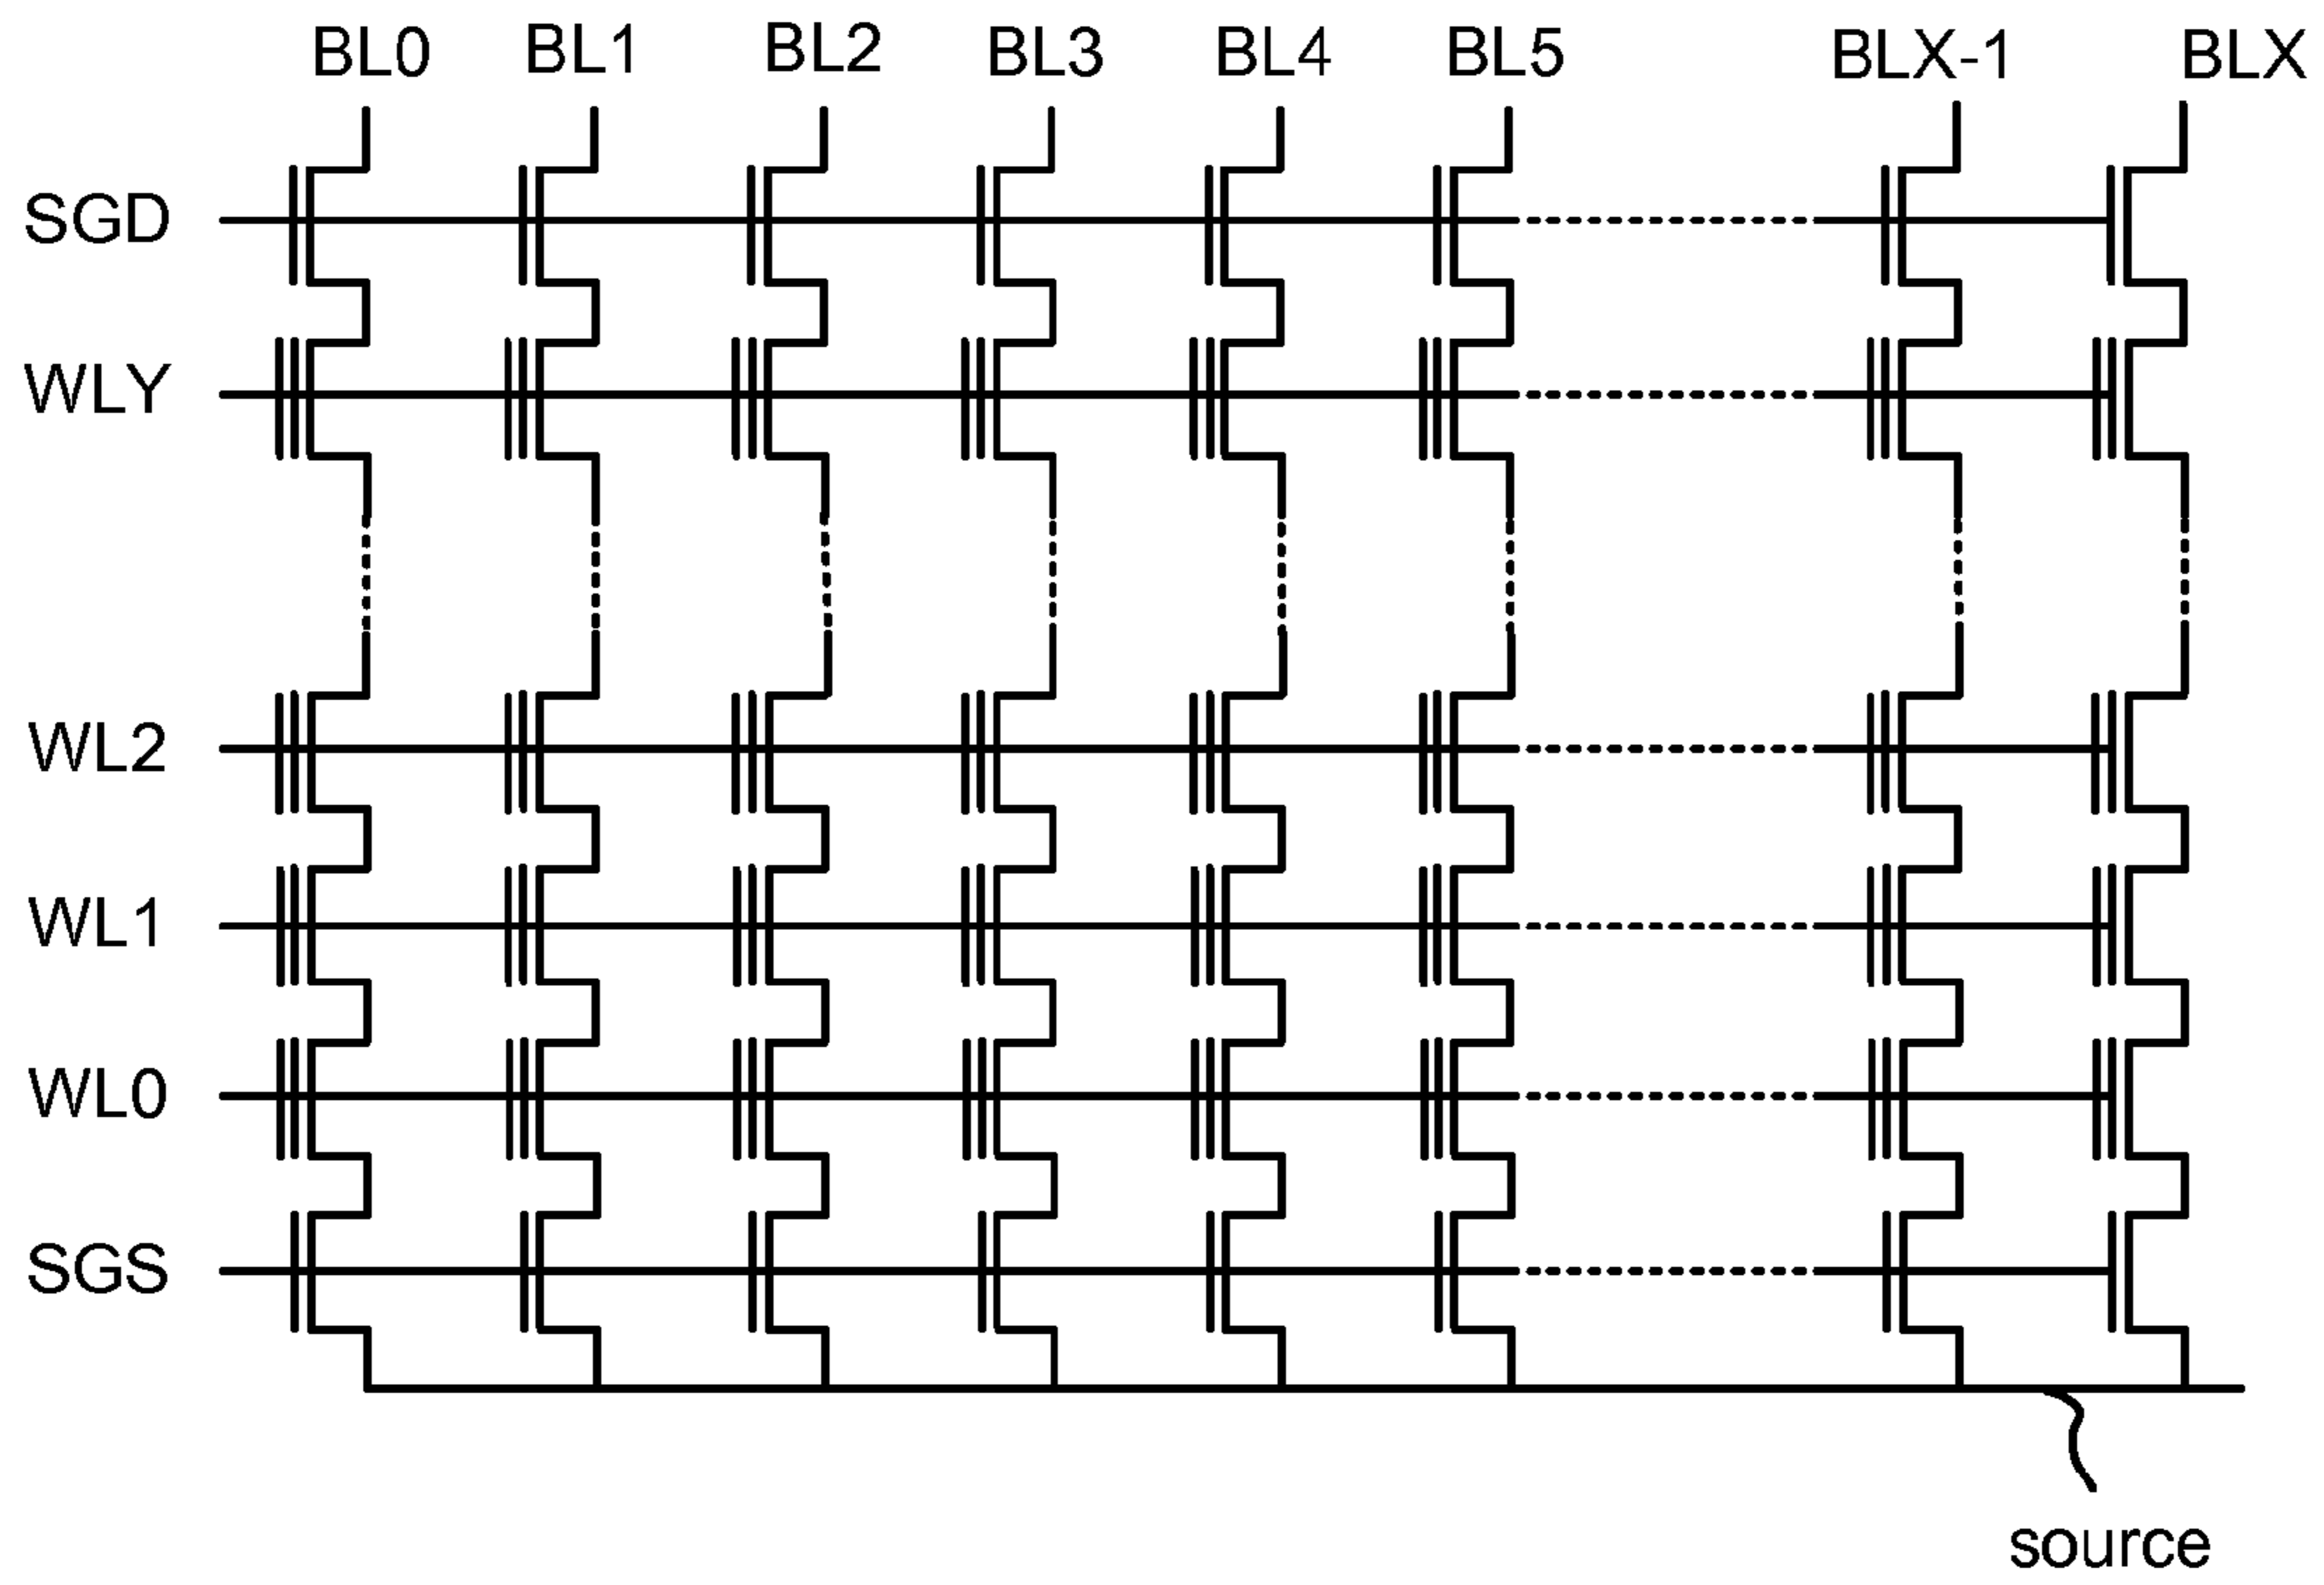 BL0 BL1 BL2 BL3 BL4 BL5 BLX-1 BLX
SGD
WLY
WL2
WL1
WL0
SGS
source